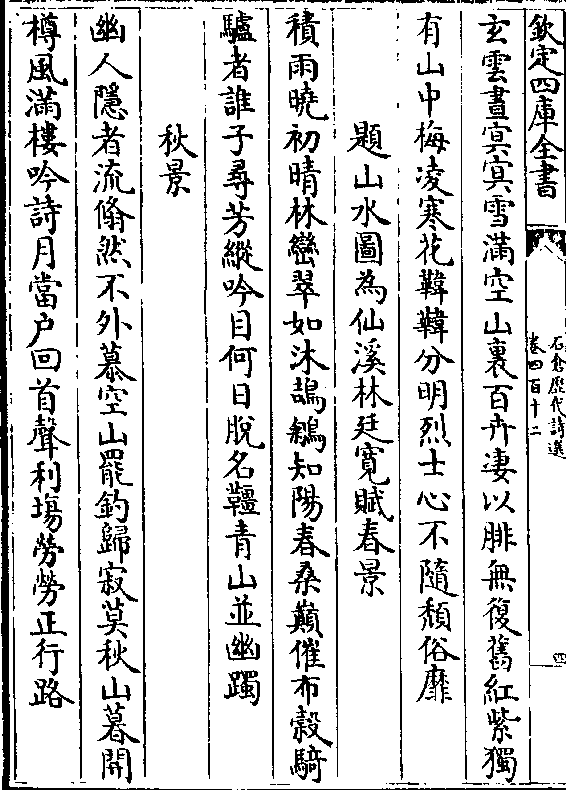 欽定四庫全書
石倉歷代詩選
卷四百十二
四
玄雲晝冥冥雪滿空山裏百卉凄以腓無復舊紅紫獨
有山中梅凌寒花韡韡分明烈士心不隨頽俗靡
題山水圖為仙溪林廷寛賦春景
積雨曉初晴林巒翠如沐鵠鶴知陽春桑巔催布穀騎
驢者誰子尋芳縱吟目何日脱名韁青山並幽躅
秋景
幽人隱者流翛然不外慕空山罷釣歸寂莫秋山暮開
樽風滿樓吟詩月當户回首聲利塲勞勞正行路